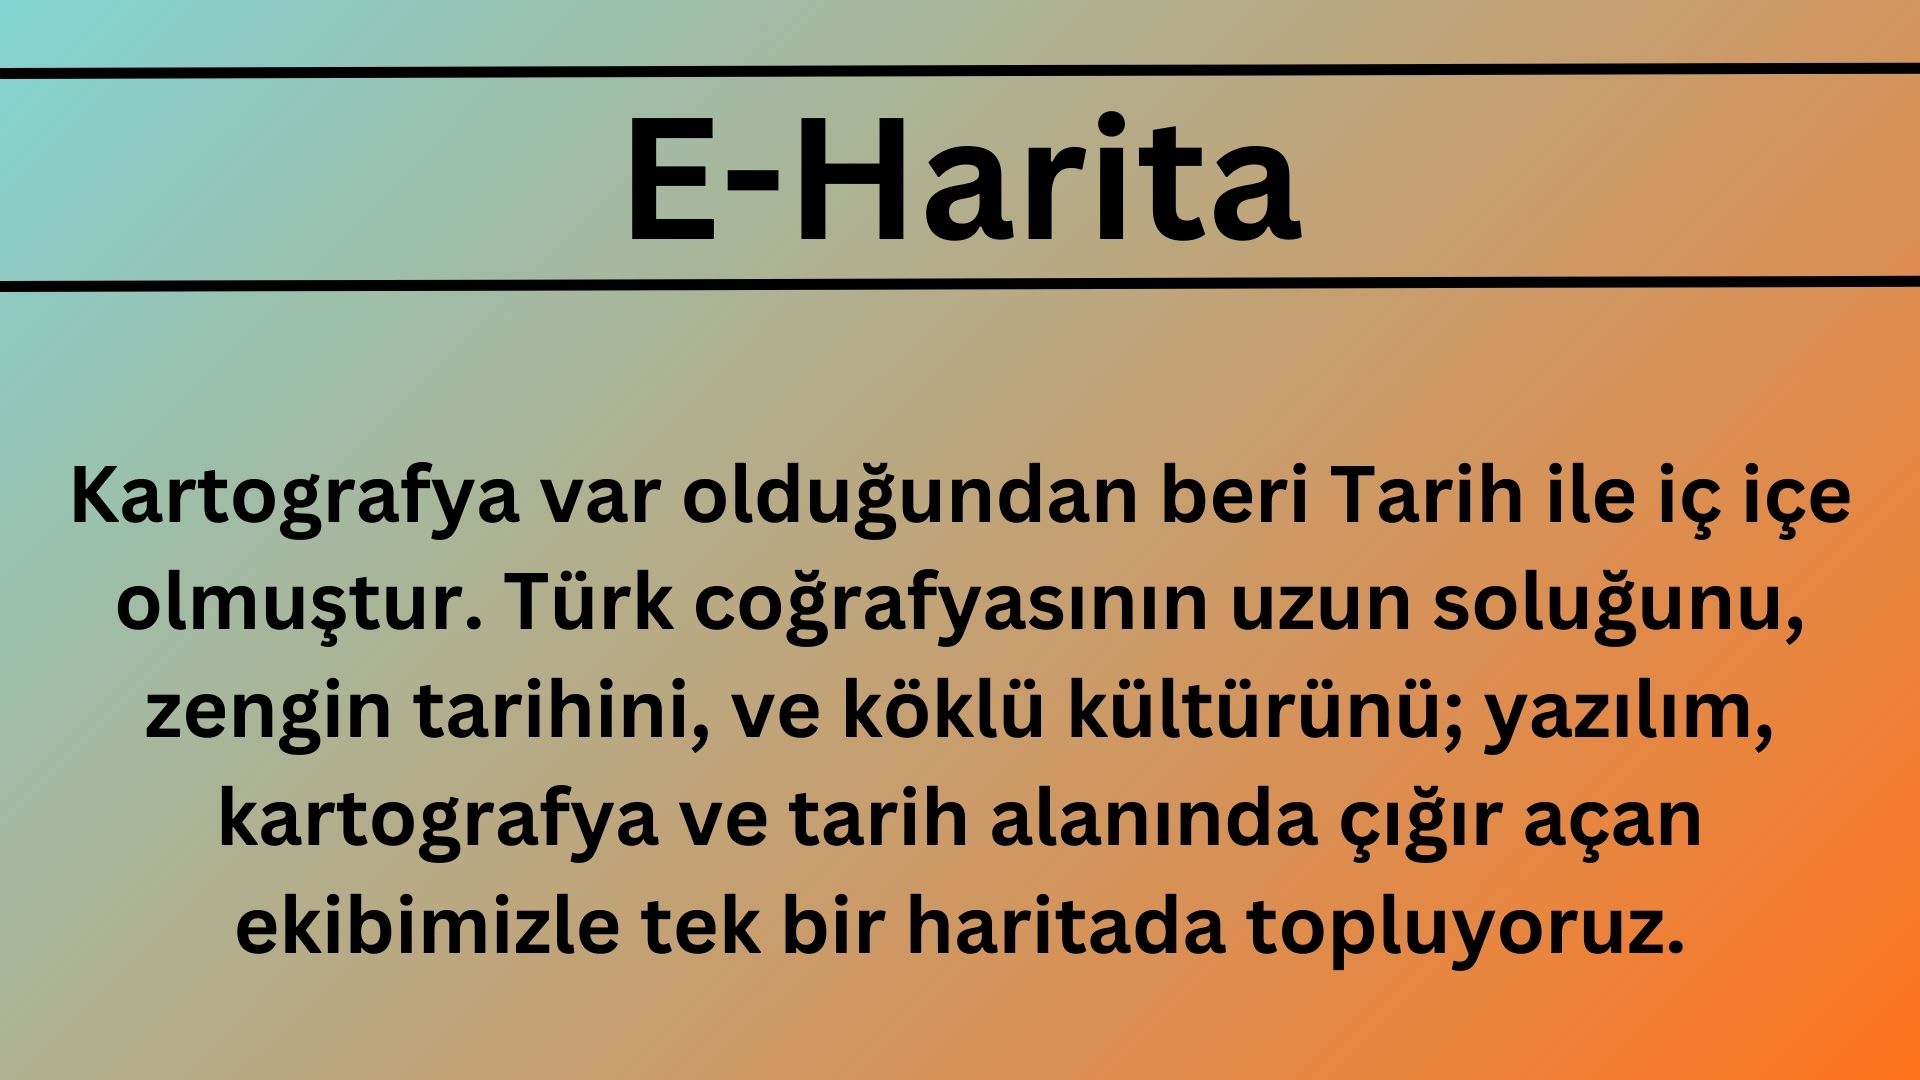 E-Harita
Kartografya var olduğundan beri Tarih ile iç içe
olmuştur. Türk coğrafyasının uzun soluğunu,
zengin tarihini, ve köklü kültürünü; yazılım,
kartografya ve tarih alanında çığır açan
ekibimizle tek bir haritada topluyoruz.